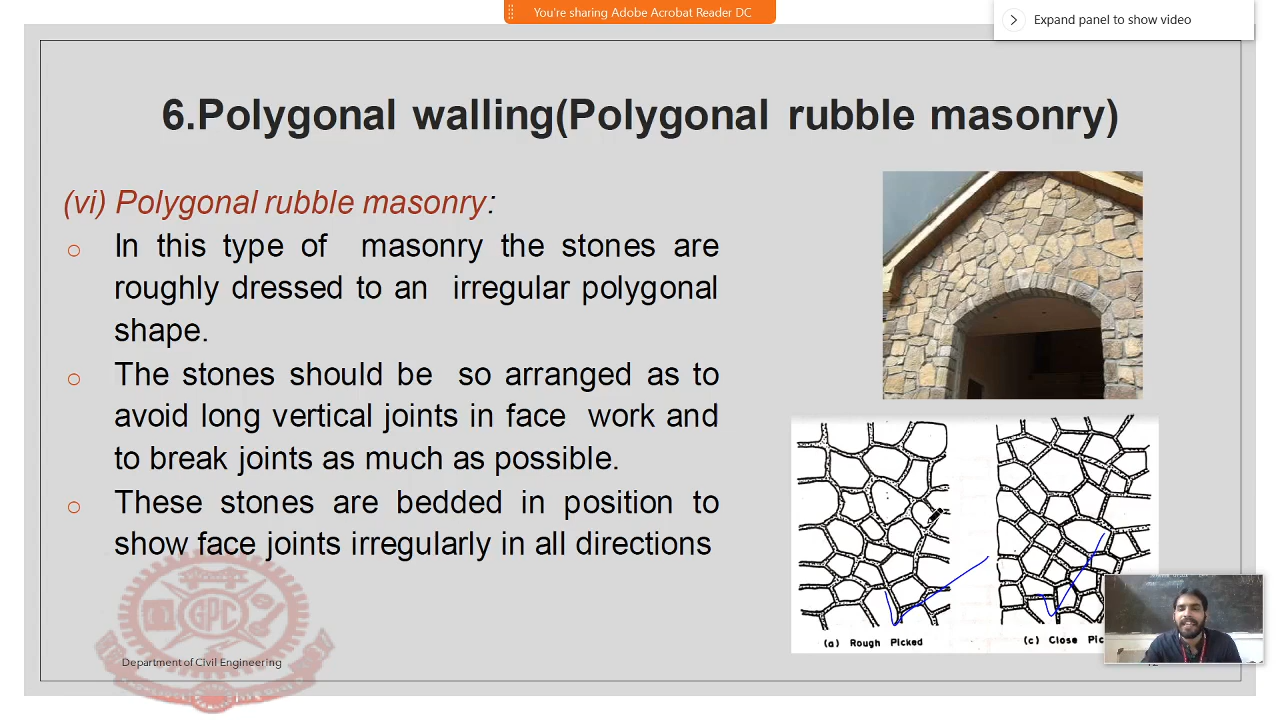 You're sharing Adobe Acrobat Reader DC
Expand panel to show video
6.Polygonal walling(Polygonal rubble masonry)
(vi) Polygonal rubble masonry:
In this type of masonry the stones are
roughly dressed to an irregular polygonal
shape.
The stones should be so arranged as to
avoid long vertical joints in face work and
to break joints as much as possible.
These stones are bedded in position to
show face joints irregularly in all directions
GPC
(a) Rough Picked
(c) Close Pic
Department of Civil Engineering